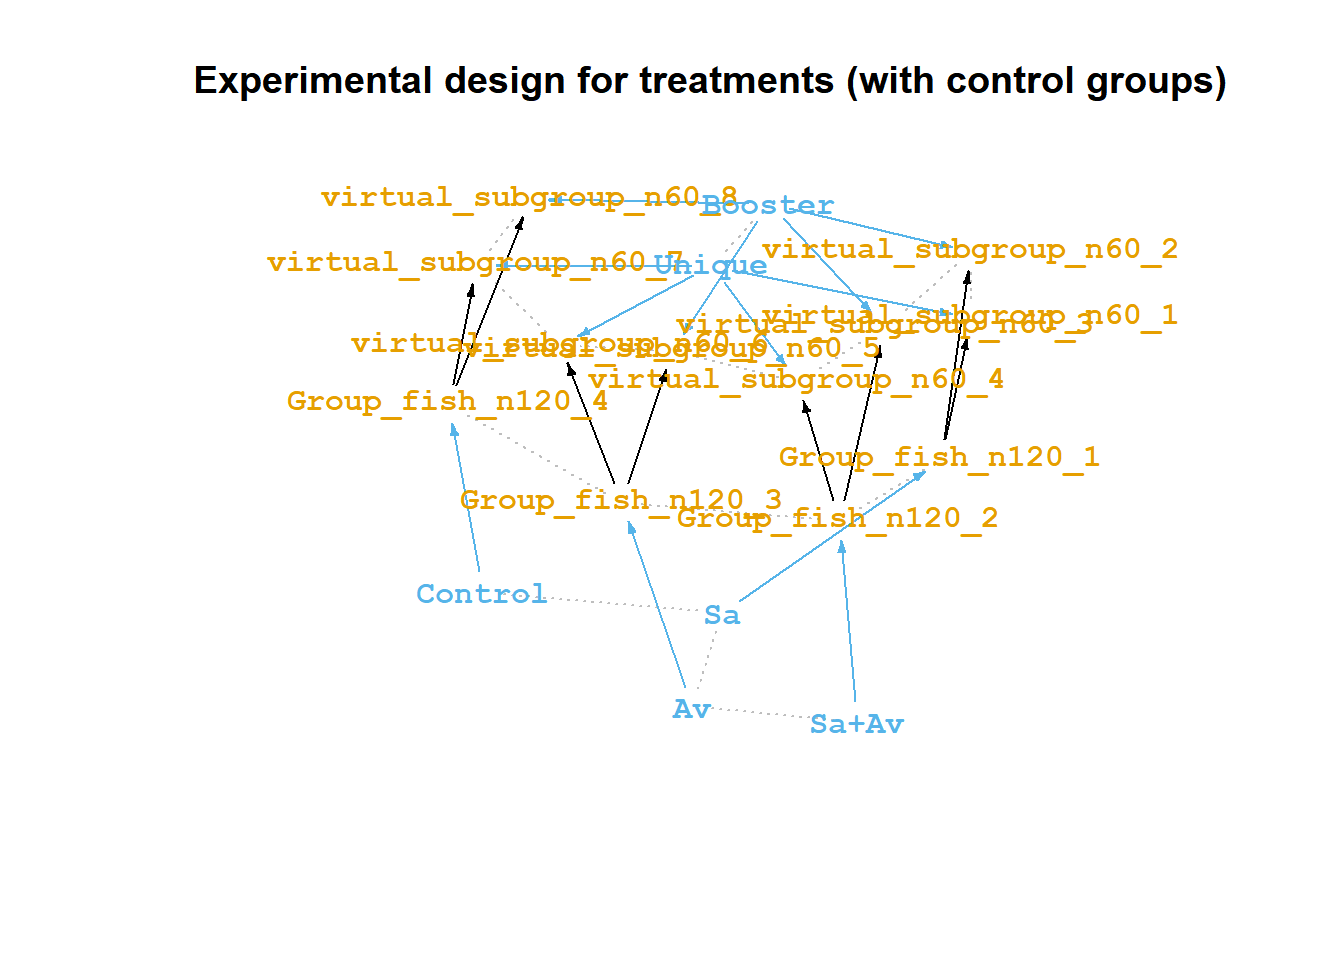 Experimental design for treatments (with control groups)
virtual_subgroup_n60_8
Booster
virtual_subgroup_n60_2
virtual_subgroup_n60_7
Unique
virtual_subgroup_n60_1
virtual_subgroup_n60_3
virtual_subgroup_n60_6
virtual_subgroup_n60_5
virtual_subgroup_n60_4
Group_fish_n120_4
Group_fish_n120_1
Group_fish_n120_3
Group_fish_n120_2
Control
Sa
Av
Sa+Av